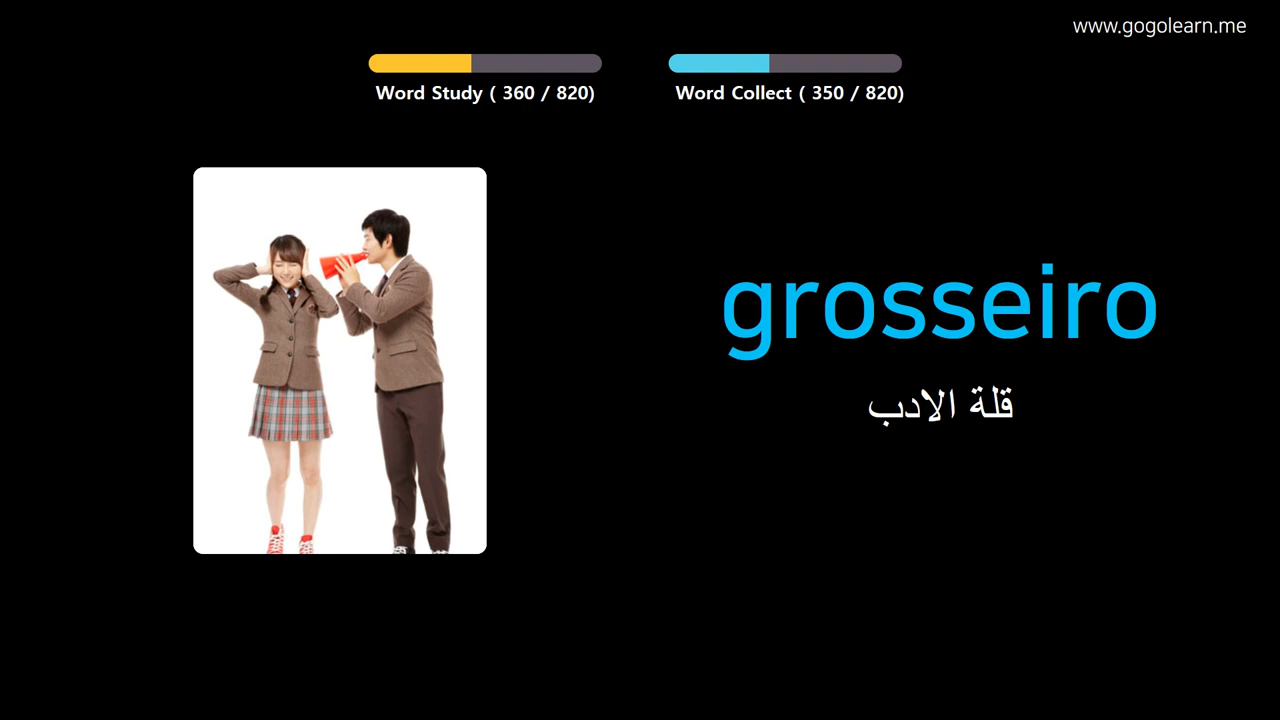 www.gogolearn.me
Word Study ( 360 / 820)
Word Collect ( 350 / 820)
grosseiro
قلة الادب